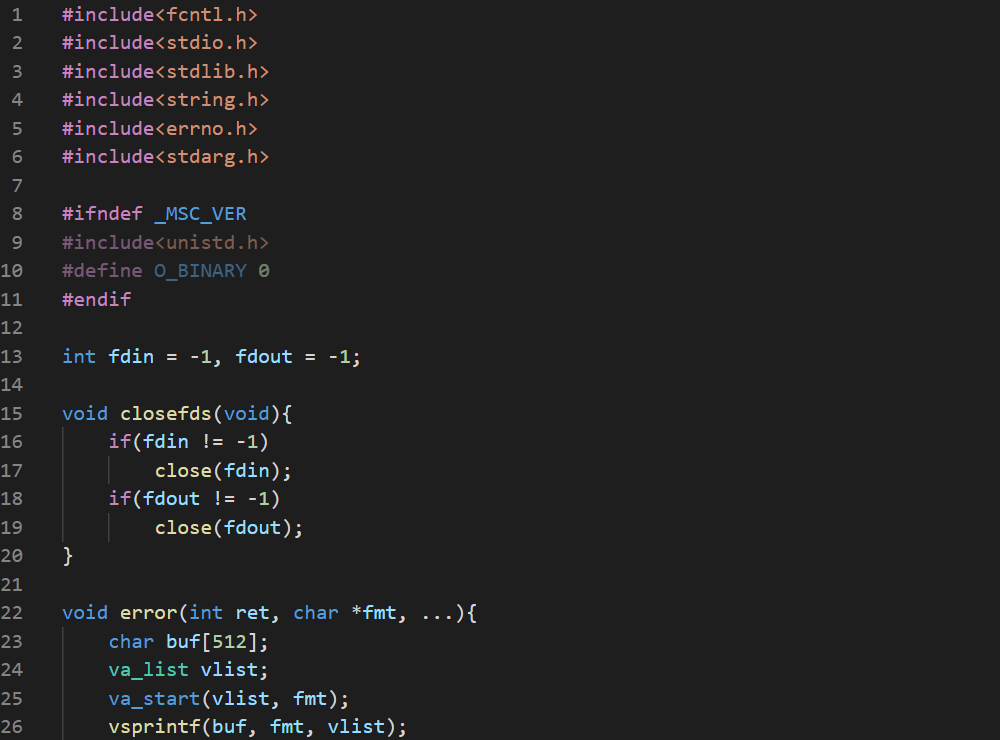 1 #include<fcntl.h>
2 #include<stdio.h>
3 #include<stdlib.h>
4 #include<string.h>
5 #include<errno.h>
6 #include<stdarg.h>
7
8 #ifndef _MSC_VER
9 #include<unistd.h>
10 #define O_BINARY 0
11 #endif
12
13 int fdin = -1, fdout = -1;
14
15 void closefds(void){
16     if(fdin != -1)
17         close(fdin);
18     if(fdout != -1)
19         close(fdout);
20 }
21
22 void error(int ret, char *fmt, ...){
23     char buf[512];
24     va_list vlist;
25     va_start(vlist, fmt);
26     vsprintf(buf, fmt, vlist);